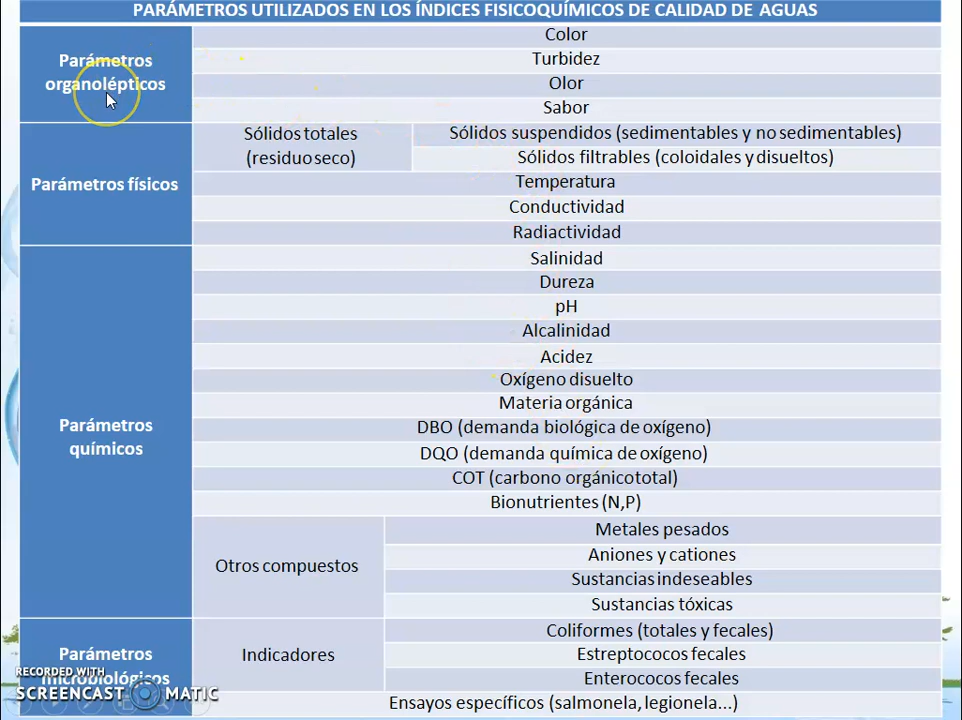 PARÁMETROS UTILIZADOS EN LOS ÍNDICES FISICOQUÍMICOS DE CALIDAD DE AGUAS
Parámetros
organolépticos
Color
Turbidez
Olor
Sabor
Parámetros físicos
Sólidos totales
(residuo seco)
Sólidos suspendidos (sedimentables y no sedimentables)
Sólidos filtrables (coloidales y disueltos)
Temperatura
Conductividad
Radiactividad
Parámetros
químicos
Salinidad
Dureza
pH
Alcalinidad
Acidez
Oxígeno disuelto
Materia orgánica
DBO (demanda biológica de oxígeno)
DQO (demanda química de oxígeno)
COT (carbono orgánico total)
Bionutrientes (N,P)
Otros compuestos
Metales pesados
Aniones y cationes
Sustancias indeseables
Sustancias tóxicas
Parámetros
microbiológicos
Indicadores
Coliformes (totales y fecales)
Estreptococos fecales
Enterococos fecales
Ensayos específicos (salmonela, legionela...)
RECORDED WITH
SCREENCAST MATIC